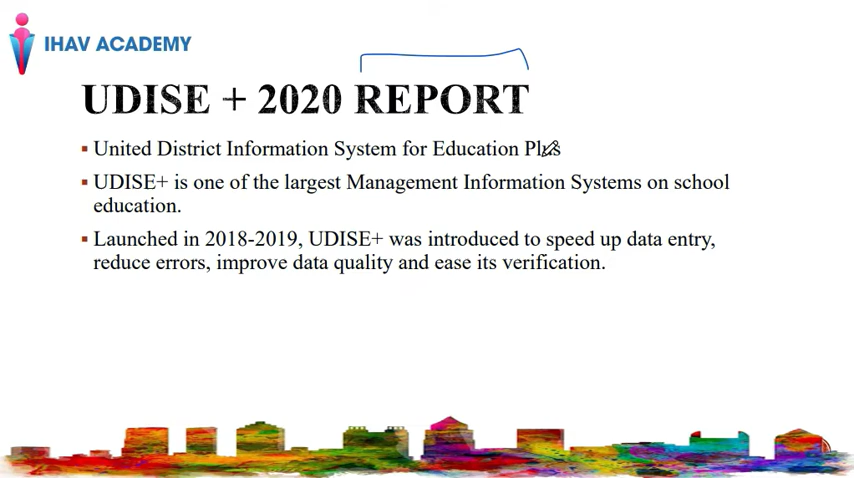 IHAV ACADEMY
UDISE + 2020 REPORT
▪ United District Information System for Education Plus
▪ UDISE+ is one of the largest Management Information Systems on school
education.
▪ Launched in 2018-2019, UDISE+ was introduced to speed up data entry,
reduce errors, improve data quality and ease its verification.